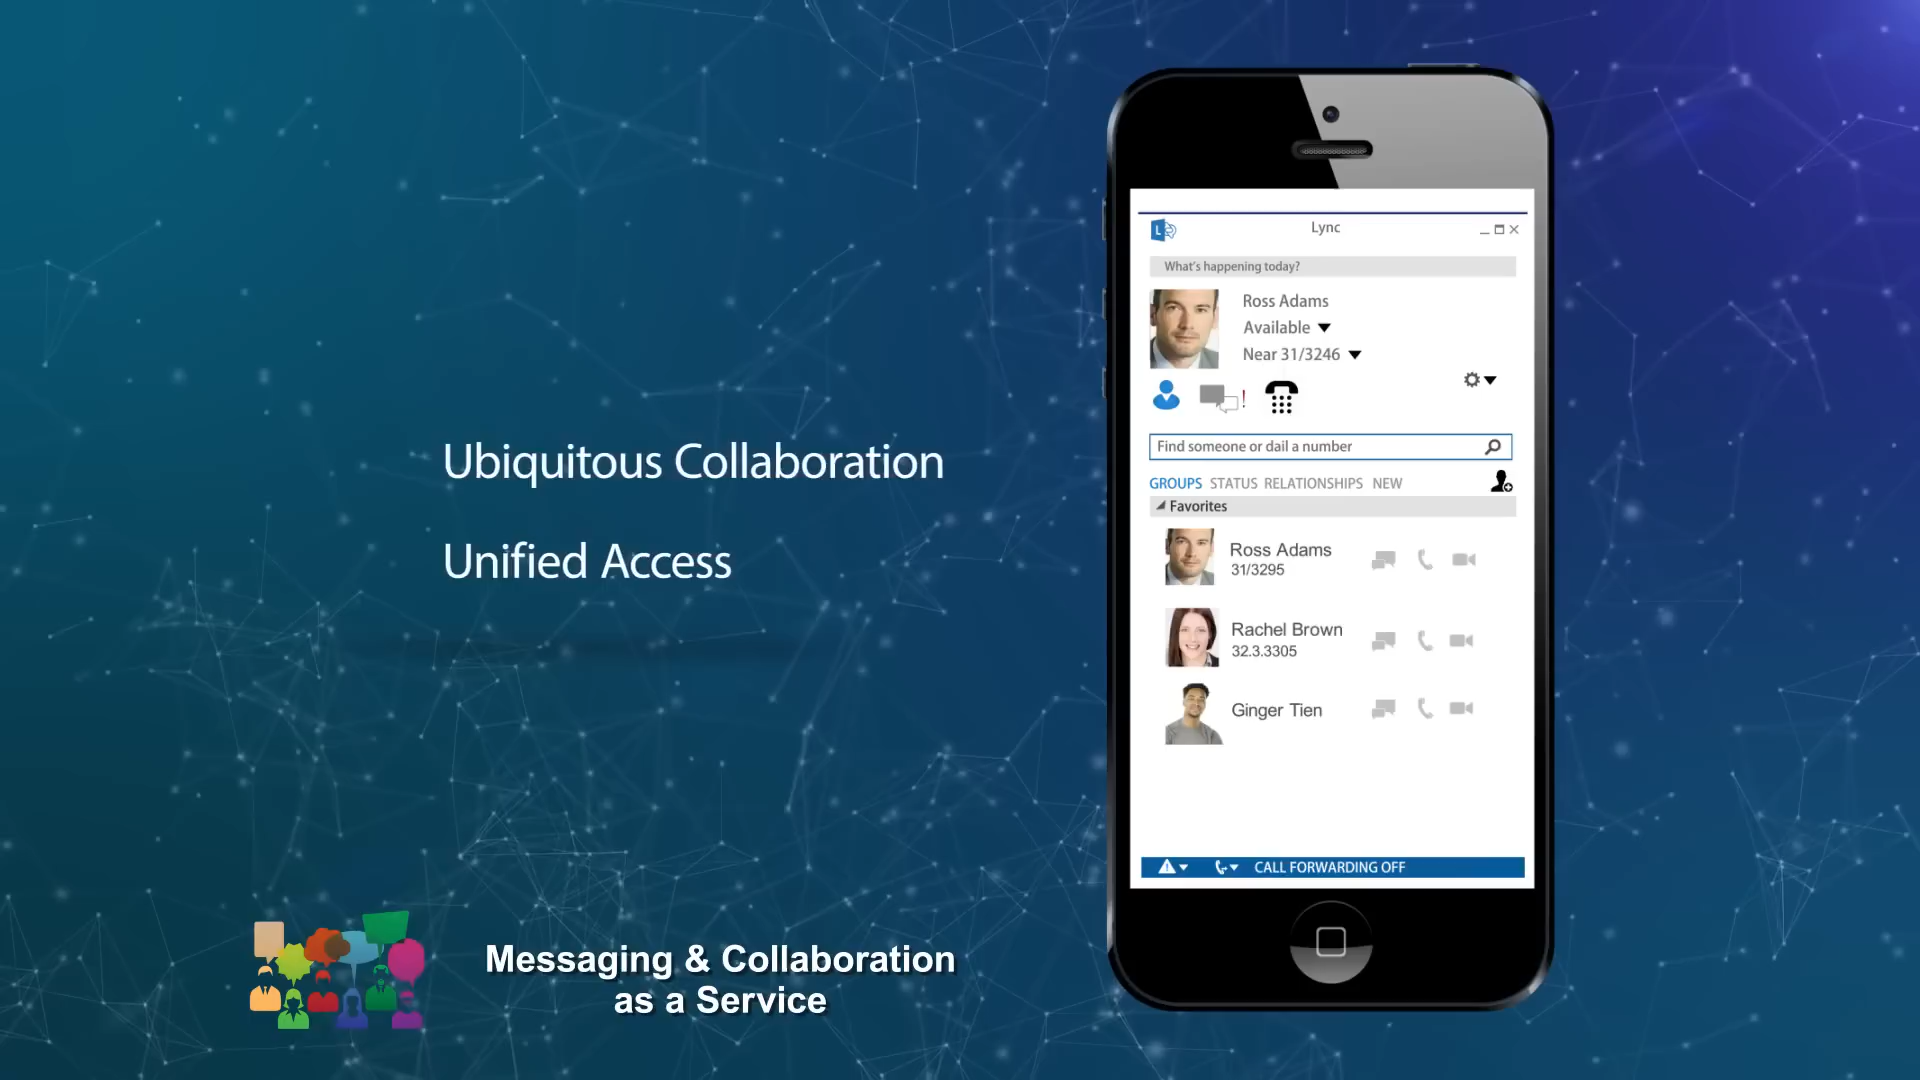 Ubiquitous Collaboration
Unified Access
Messaging & Collaboration
as a Service
L
Lync
What's happening today?
Ross Adams
Available
Near 31/3246
!
Find someone or dail a number
GROUPS STATUS RELATIONSHIPS NEW
Favorites
Ross Adams
31/3295
Rachel Brown
32.3.3305
Ginger Tien
CALL FORWARDING OFF